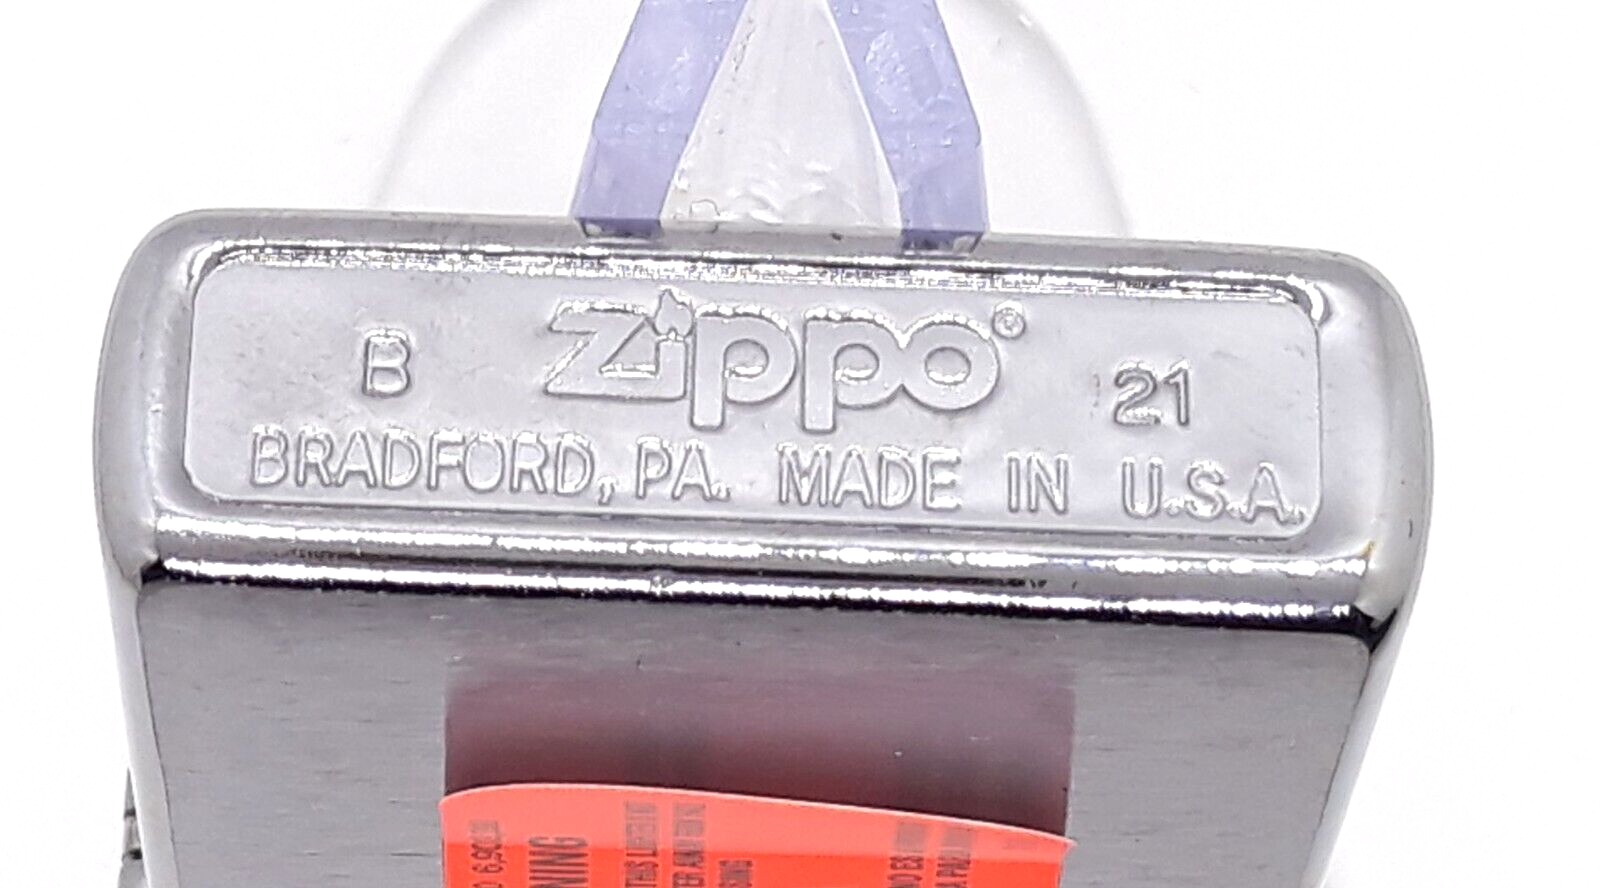 B zippo® 21
BRADFORD, PA. MADE IN U.S.A.